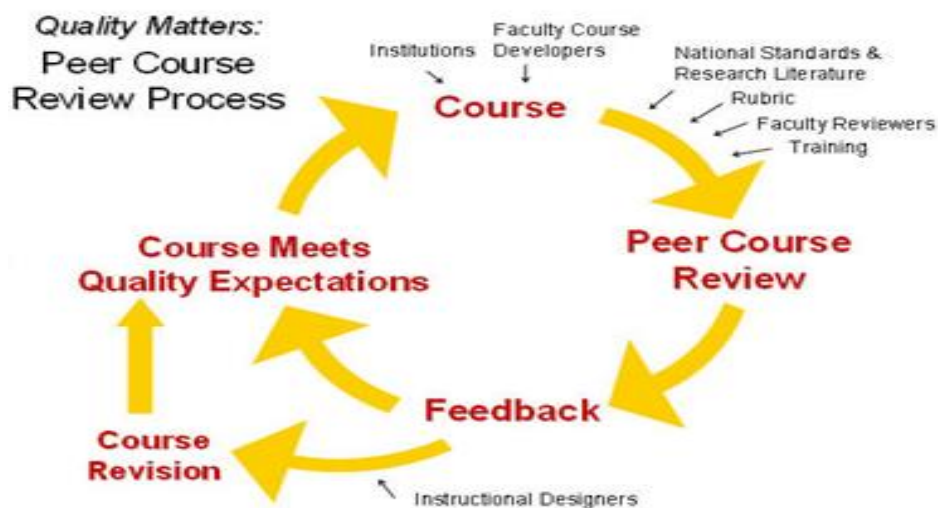 Quality Matters:
Peer Course
Review Process
Institutions
Faculty Course
Developers
Course
National Standards &
Research Literature
Rubric
Faculty Reviewers
Training
Peer Course
Review
Feedback
Instructional Designers
Course
Revision
Course Meets
Quality Expectations